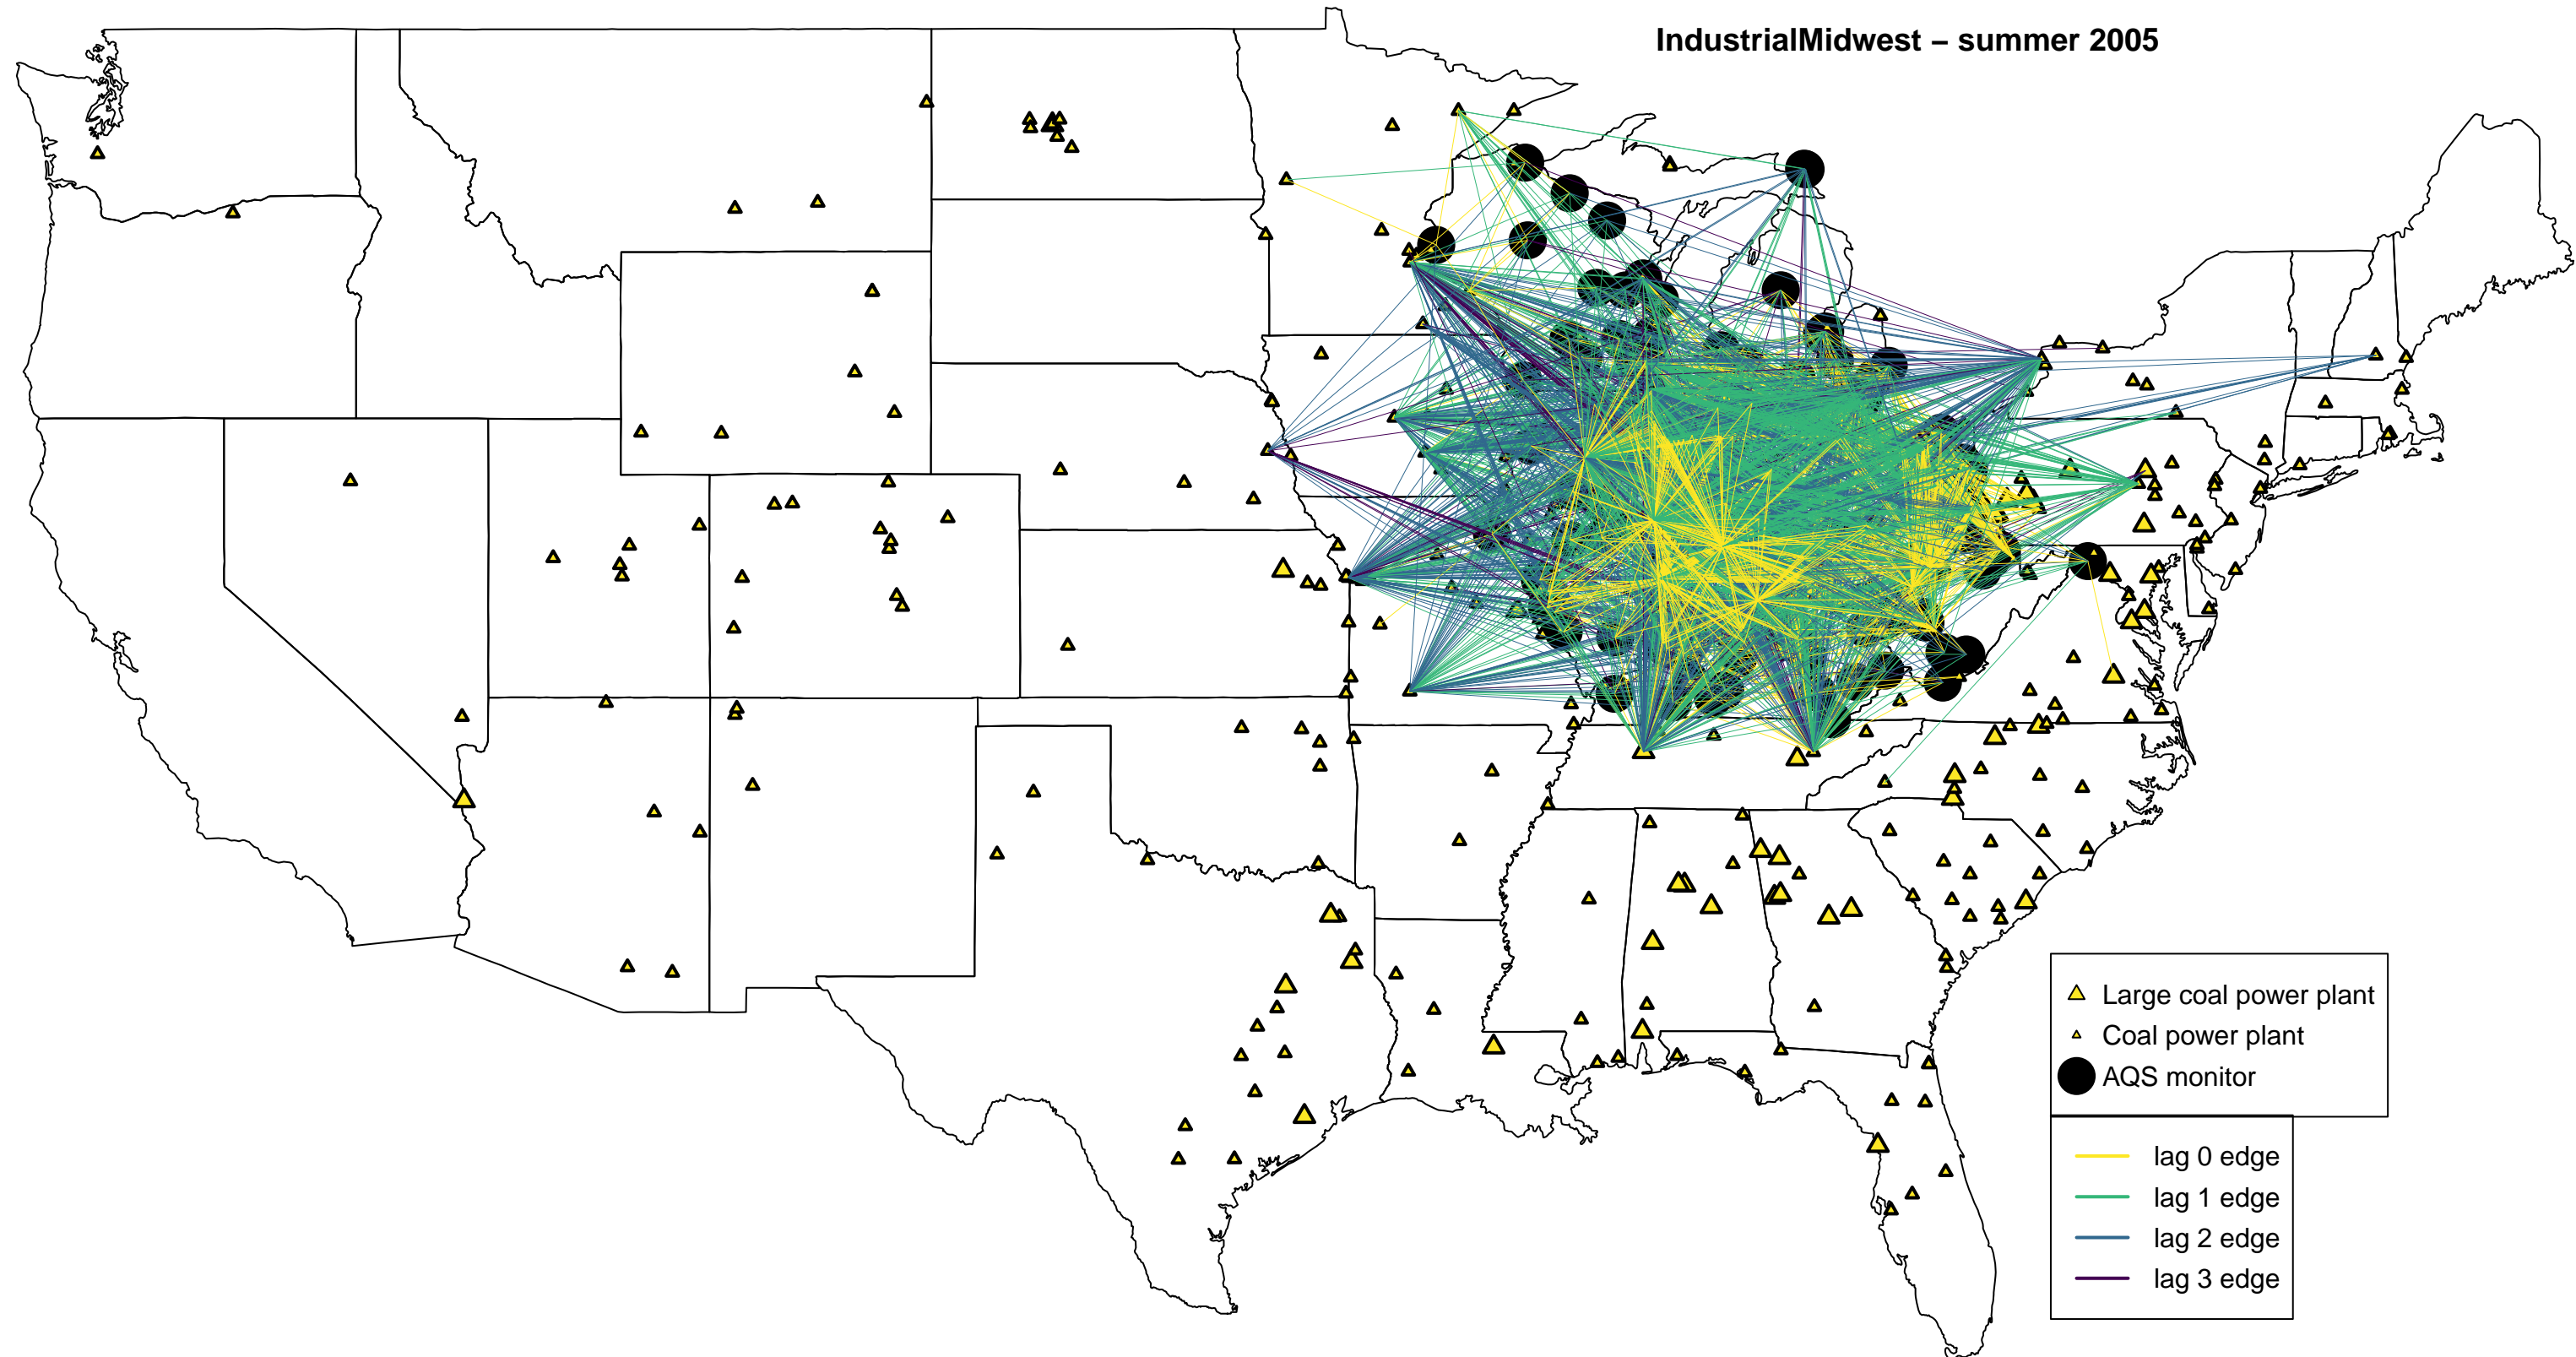 IndustrialMidwest – summer 2005
Large coal power plant
Coal power plant
AQS monitor
lag 0 edge
lag 1 edge
lag 2 edge
lag 3 edge